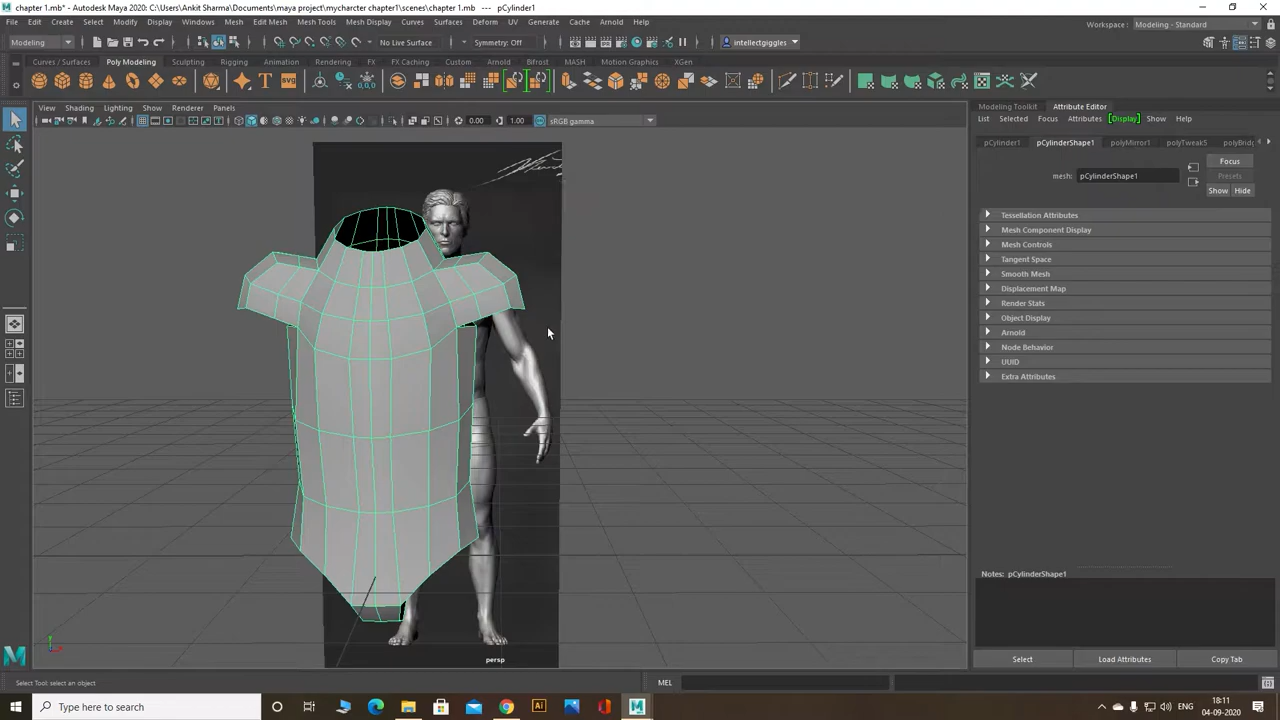 chapter 1.mb* - Autodesk Maya 2020: C:\Users\Ankit Sharma\Documents\maya project\mycharcter chapter1\scenes\chapter 1.mb --- pCylinder1
File Edit Create Select Modify Display Windows Mesh Edit Mesh Mesh Tools Mesh Display Curves Surfaces Deform UV Generate Cache Arnold Help
Workspace : Modeling - Standard
Modeling No Live Surface Symmetry: Off intellectgiggles
Curves / Surfaces Poly Modeling Sculpting Rigging Animation Rendering FX FX Caching Custom Arnold Bifrost MASH Motion Graphics XGen
SVG
0,0,0
View Shading Lighting Show Renderer Panels
0.00 1.00 sRGB gamma
Modeling Toolkit Attribute Editor
List Selected Focus Attributes [Display] Show Help
pCylinder1 pCylinderShape1 polyMirror1 polyTweak5 polyBridg
mesh: pCylinderShape1
Focus
Presets
Show Hide
Tessellation Attributes
Mesh Component Display
Mesh Controls
Tangent Space
Smooth Mesh
Displacement Map
Render Stats
Object Display
Arnold
Node Behavior
UUID
Extra Attributes
Notes: pCylinderShape1
Select Load Attributes Copy Tab
persp
Select Tool: select an object
MEL
Type here to search
18:11
04-09-2020